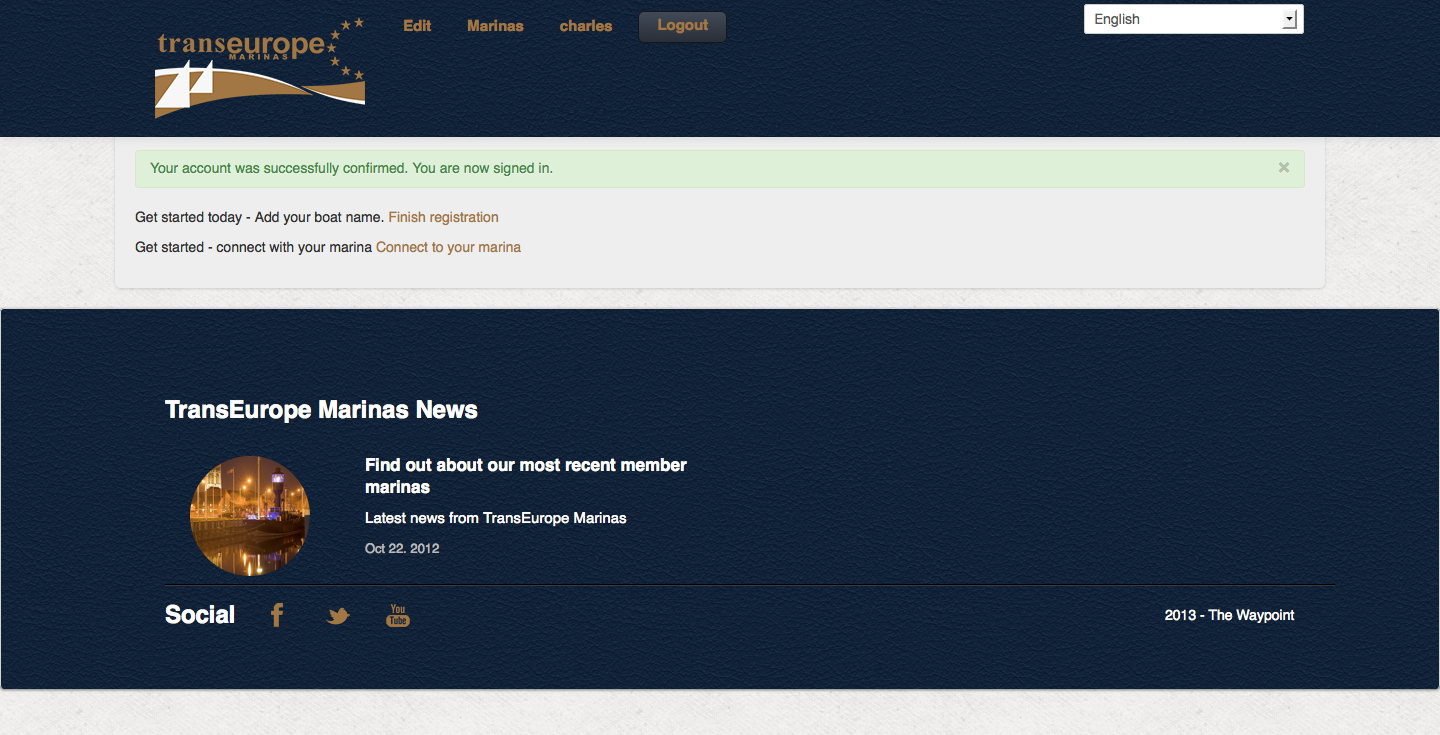 transeurope
MARINAS
Edit Marinas charles Logout
English
Your account was successfully confirmed. You are now signed in. ×
Get started today - Add your boat name. Finish registration
Get started - connect with your marina Connect to your marina
TransEurope Marinas News
Find out about our most recent member
marinas
Latest news from TransEurope Marinas
Oct 22. 2012
Social f You Tube 2013 - The Waypoint